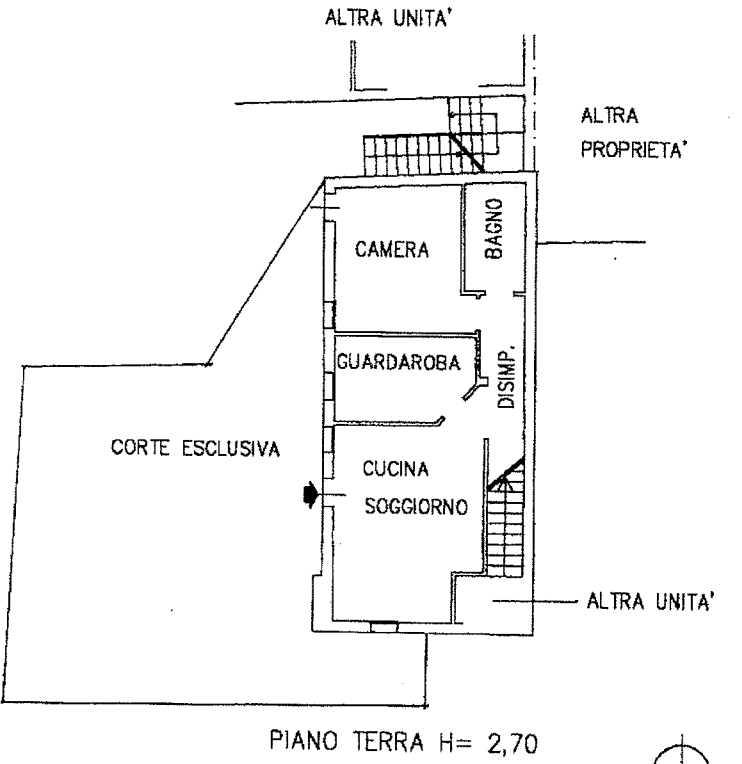 ALTRA UNITA'
ALTRA
PROPRIETA'
BAGNO
CAMERA
GUARDAROBA
DISIMP.
CORTE ESCLUSIVA
CUCINA
SOGGIORNO
ALTRA UNITA'
PIANO TERRA H= 2,70